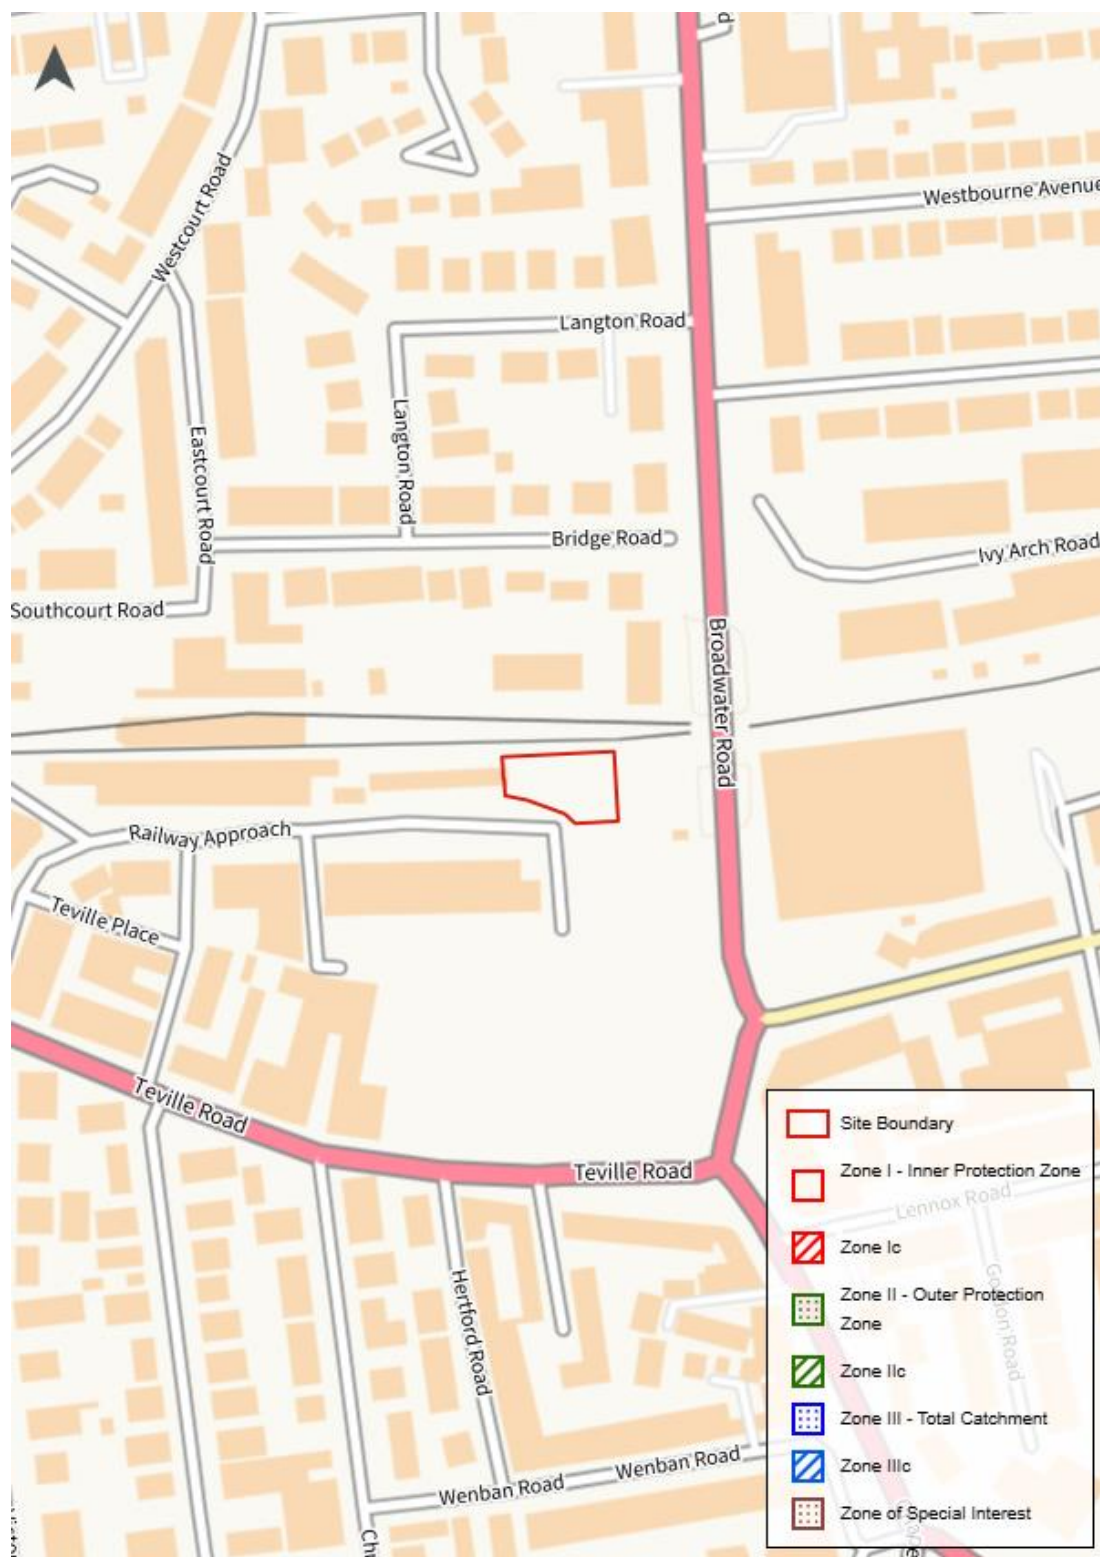 Westbourne Avenue
Westcourt Road
Langton Road
Langton Road
Eastcourt Road
Bridge Road
Ivy Arch Road
Southcourt Road
Broadwater Road
Railway Approach
Teville Place
Teville Road
Teville Road
Site Boundary
Zone I - Inner Protection Zone
Lennox Road
Zone Ic
Gordon Road
Zone II - Outer Protection
Zone
Hertford Road
Zone IIc
Zone III - Total Catchment
Zone IIIc
Wenban Road
Wenban Road
Zone of Special Interest